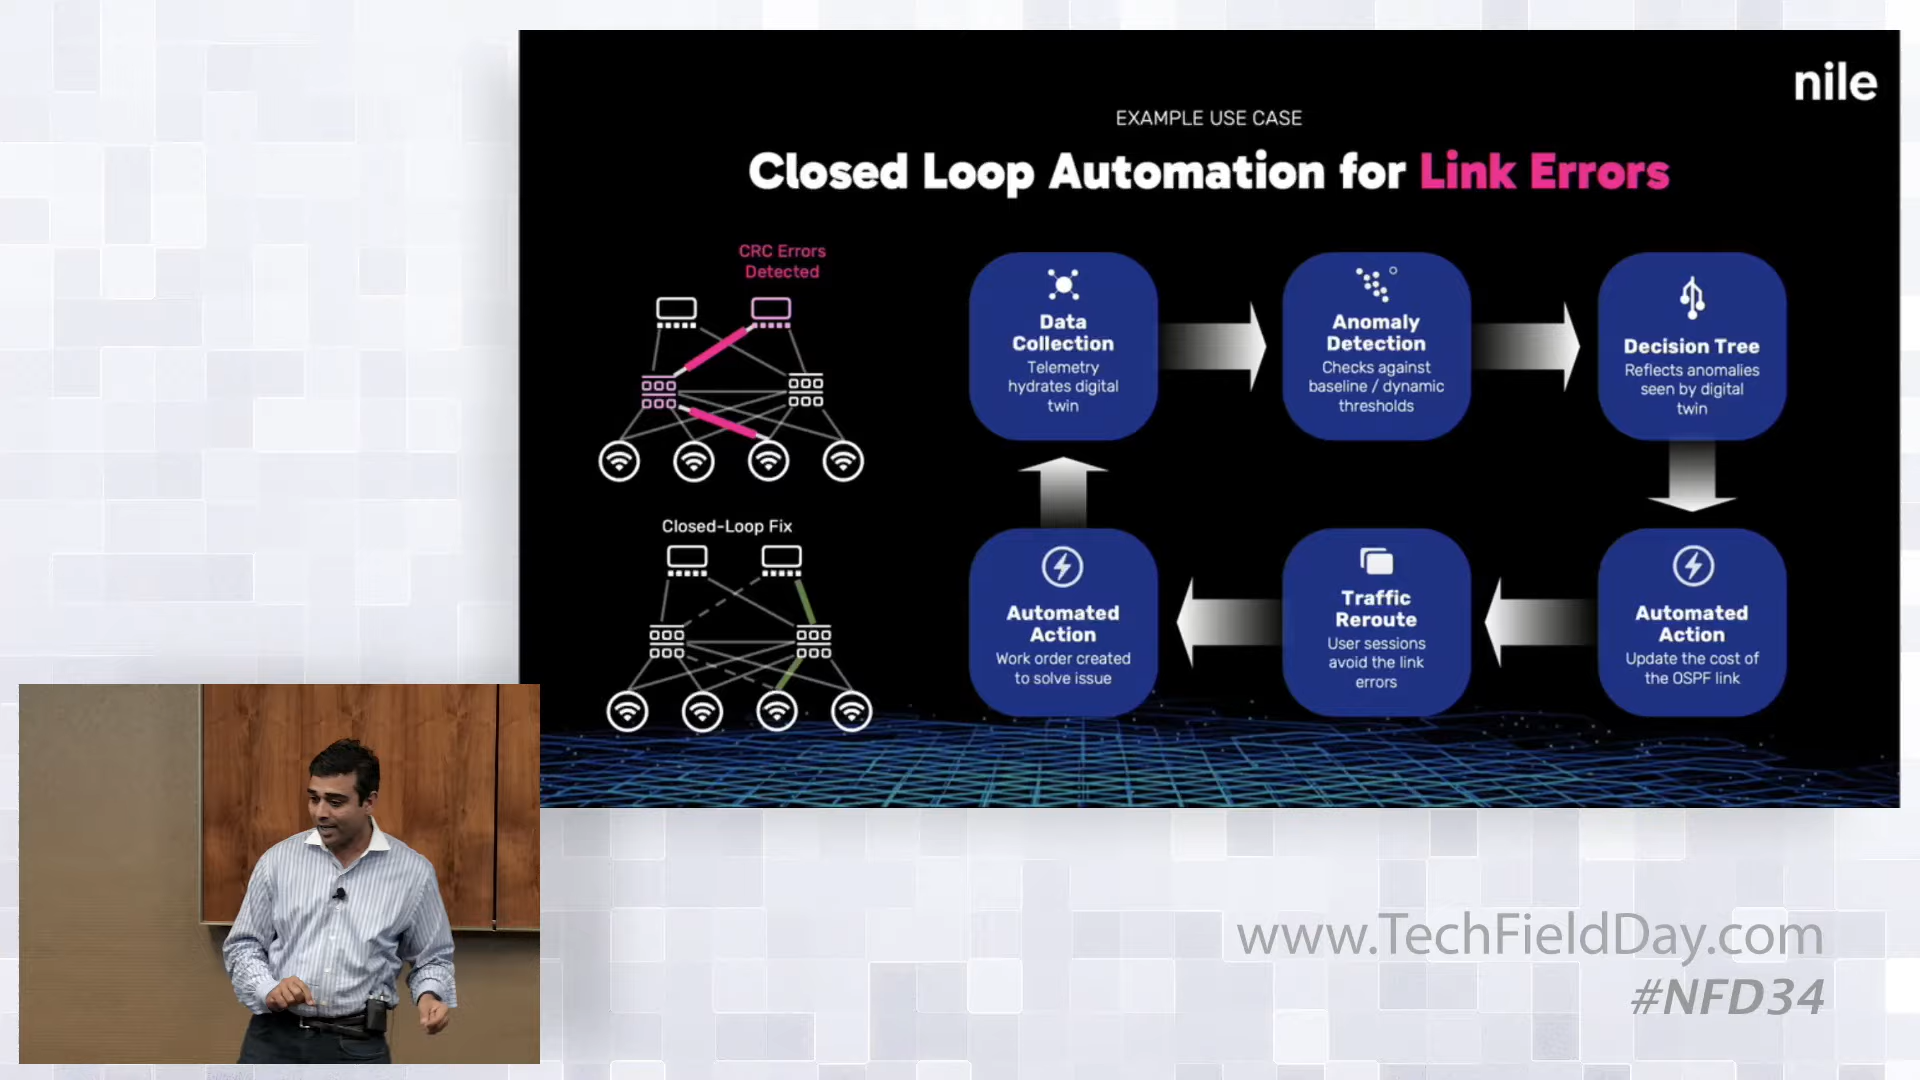 nile
EXAMPLE USE CASE
Closed Loop Automation for Link Errors
CRC Errors
Detected
Closed-Loop Fix
Data
Collection
Telemetry
hydrates digital
twin
Anomaly
Detection
Checks against
baseline / dynamic
thresholds
Decision Tree
Reflects anomalies
seen by digital
twin
Automated
Action
Update the cost of
the OSPF link
Traffic
Reroute
User sessions
avoid the link
errors
Automated
Action
Work order created
to solve issue
www.TechFieldDay.com
#NFD34